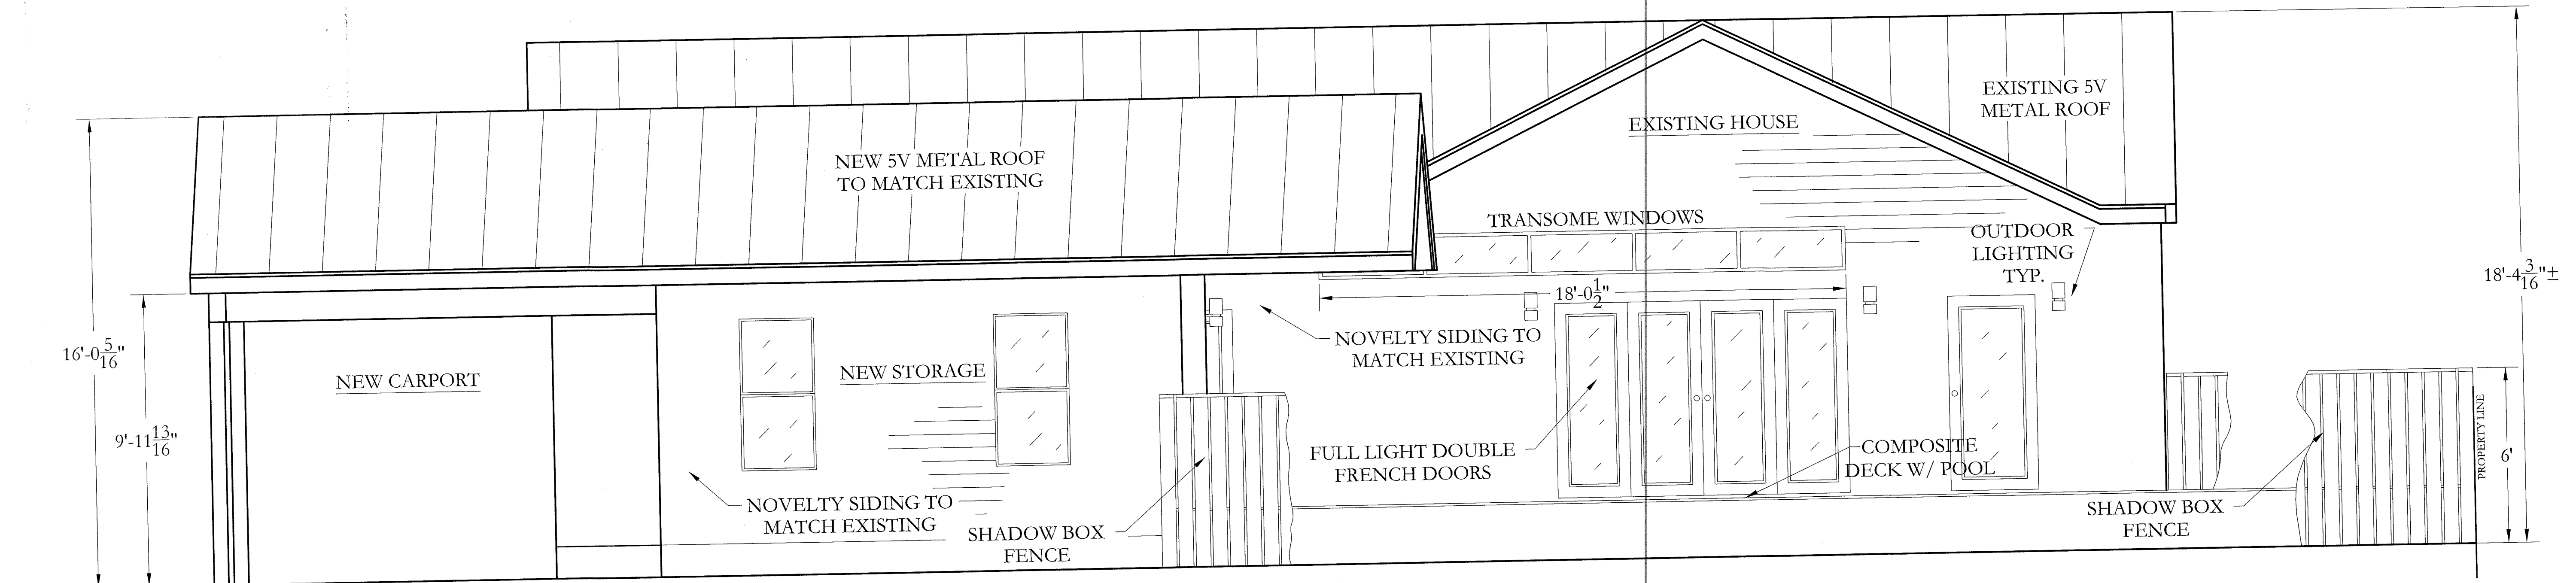 EXISTING 5V
METAL ROOF
EXISTING HOUSE
NEW 5V METAL ROOF
TO MATCH EXISTING
TRANSOME WINDOWS
OUTDOOR
LIGHTING
TYP.
18'-4 3/16"±
18'-0 1/2"
16'-0 5/16"
NOVELTY SIDING TO
MATCH EXISTING
NEW CARPORT
NEW STORAGE
9'-11 13/16"
FULL LIGHT DOUBLE
FRENCH DOORS
COMPOSITE
DECK W/ POOL
PROPERTY LINE
6'
NOVELTY SIDING TO
MATCH EXISTING
SHADOW BOX
FENCE
SHADOW BOX
FENCE